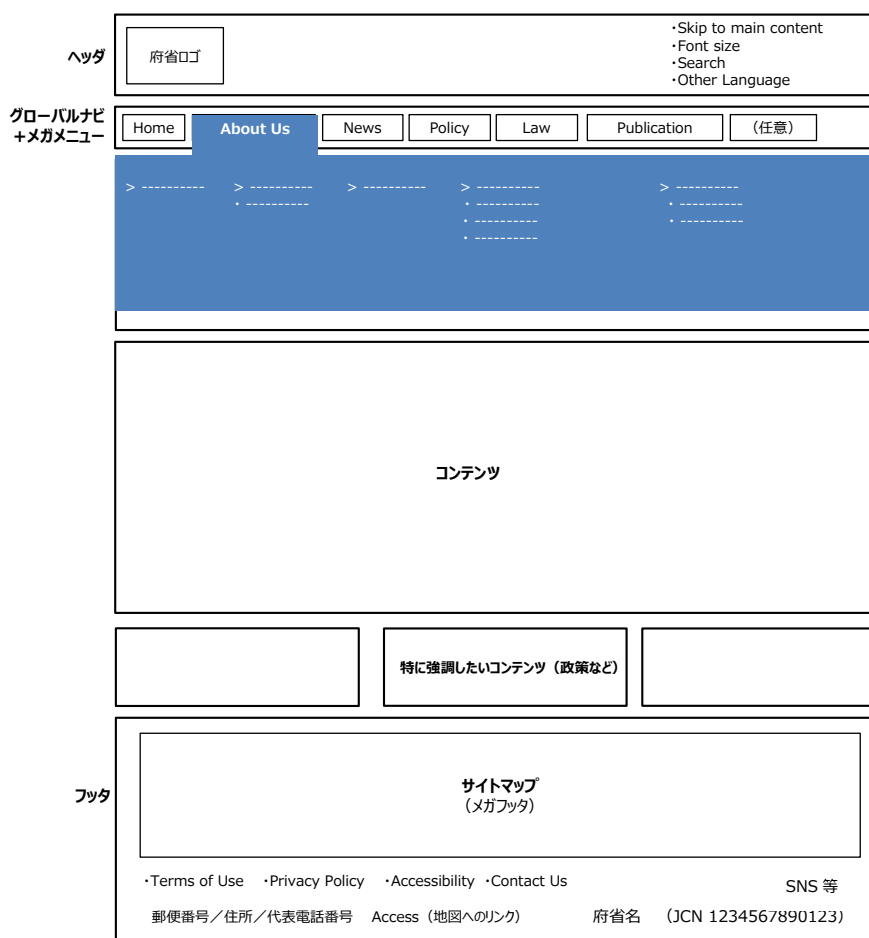 ヘッダ
府省ロゴ
・Skip to main content
・Font size
・Search
・Other Language
グローバルナビ
＋メガメニュー
Home About Us News Policy Law Publication （任意）
> ---------- > ---------- > ---------- > ---------- > ----------
・ ---------- ・ ---------- ・ ----------
・ ---------- ・ ----------
・ ----------
コンテンツ
特に強調したいコンテンツ（政策など）
フッタ
サイトマップ
（メガフッタ）
・Terms of Use ・Privacy Policy ・Accessibility ・Contact Us
SNS 等
郵便番号／住所／代表電話番号 Access（地図へのリンク） 府省名 （JCN 1234567890123）